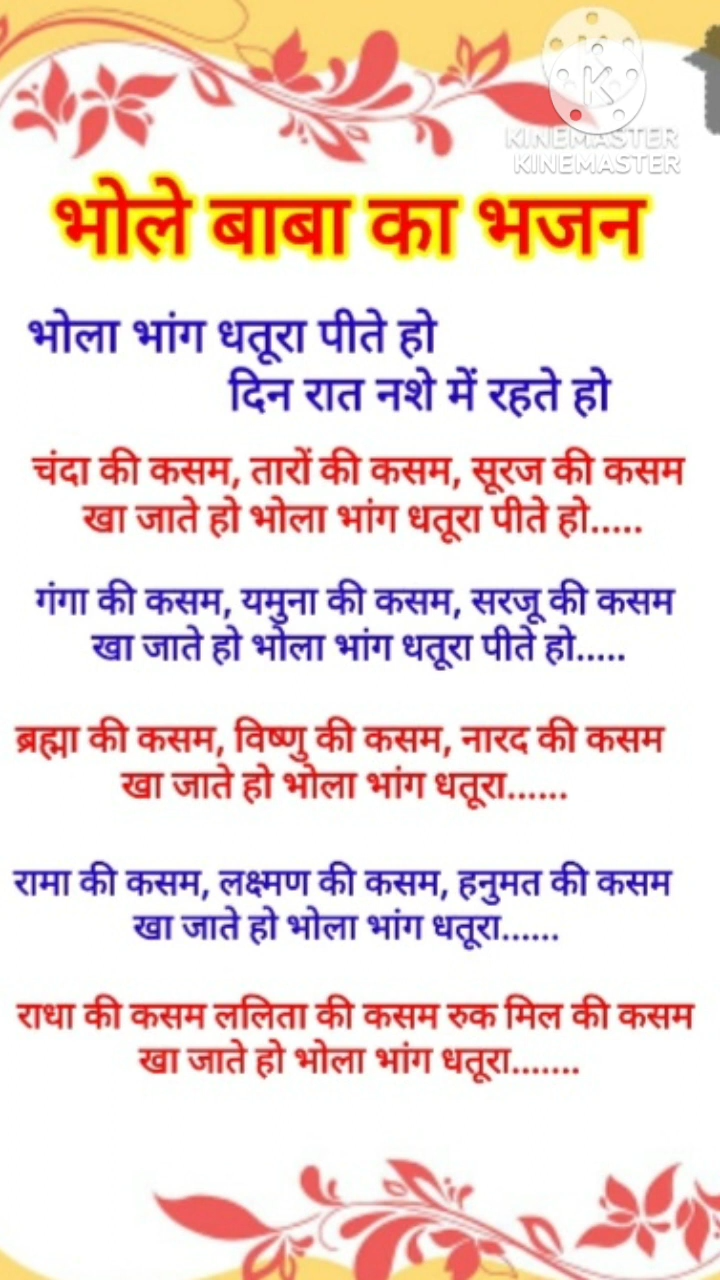 KINEMASTER
KINEMASTER
भोले बाबा का भजन
भोला भांग धतूरा पीते हो
दिन रात नशे में रहते हो
चंदा की कसम, तारों की कसम, सूरज की कसम
खा जाते हो भोला भांग धतूरा पीते हो.....
गंगा की कसम, यमुना की कसम, सरजू की कसम
खा जाते हो भोला भांग धतूरा पीते हो.....
ब्रह्मा की कसम, विष्णु की कसम, नारद की कसम
खा जाते हो भोला भांग धतूरा......
रामा की कसम, लक्ष्मण की कसम, हनुमत की कसम
खा जाते हो भोला भांग धतूरा......
राधा की कसम ललिता की कसम रुक मिल की कसम
खा जाते हो भोला भांग धतूरा.......